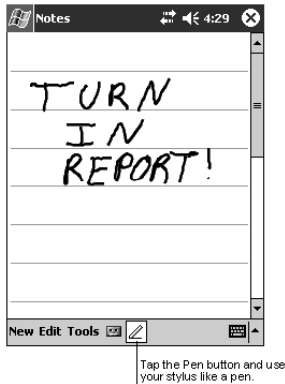 Notes 4:29
TURN
IN
REPORT!
New Edit Tools
Tap the Pen button and use
your stylus like a pen.